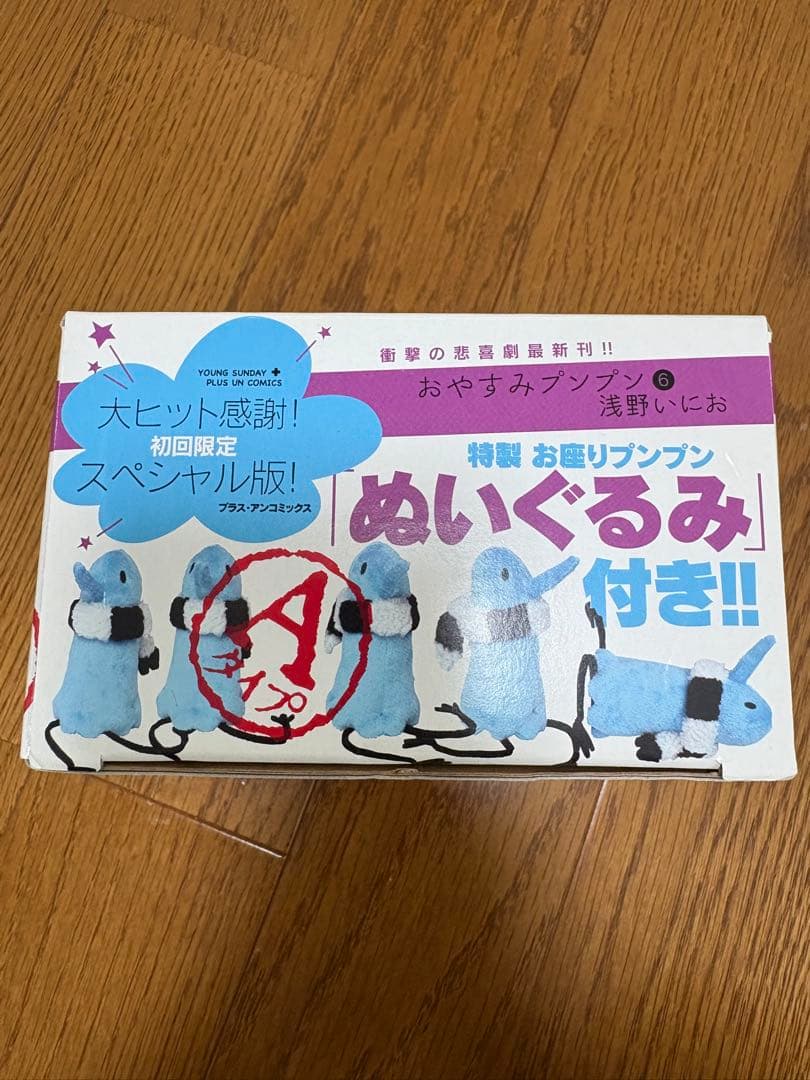 YOUNG SUNDAY +
PLUS UN COMICS
大ヒット感謝!
初回限定
スペシャル版!
プラス・アンコミックス
衝撃の悲喜劇最新刊!!
おやすみプンプン6
浅野いにお
特製 お座りプンプン
「ぬいぐるみ」
付き!!
A
タイプ